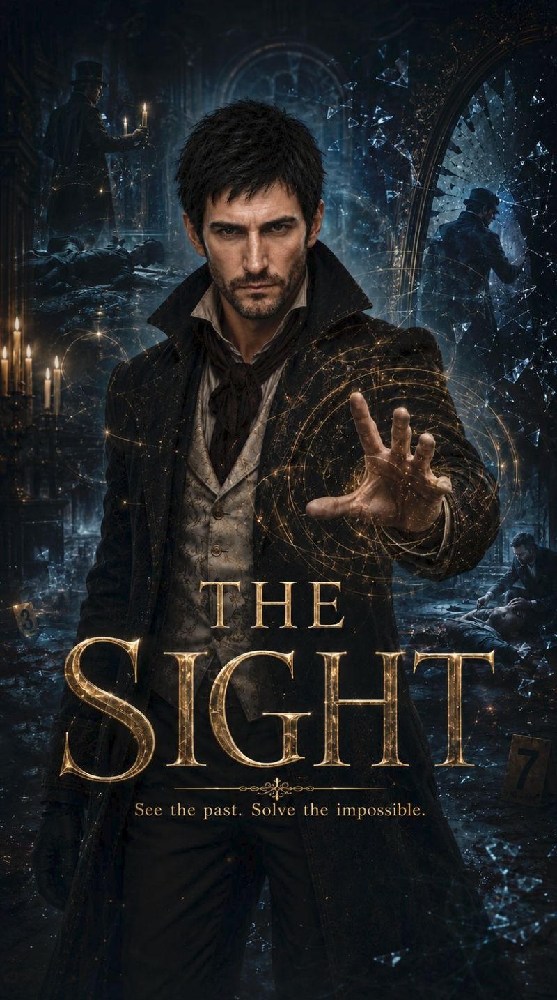 3
THE
SIGHT
7
See the past. Solve the impossible.